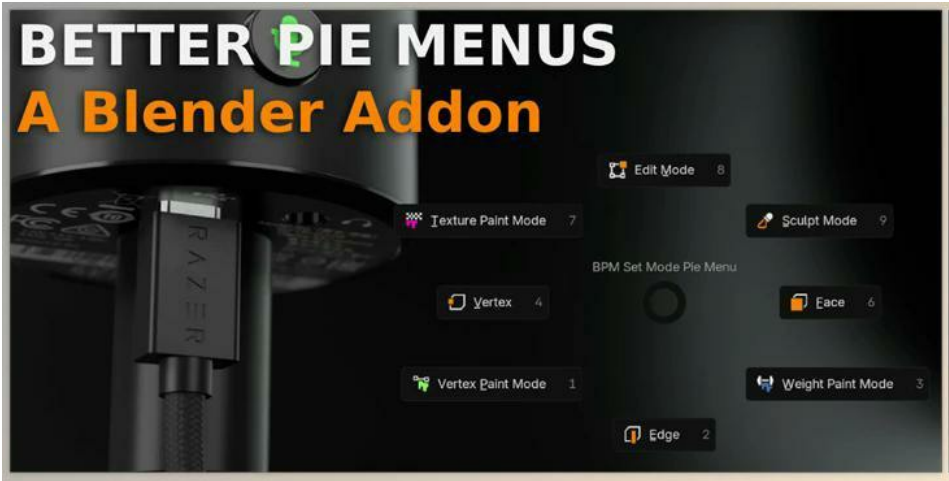 BETTER PIE MENUS
A Blender Addon
Edit Mode 8
Texture Paint Mode 7
Sculpt Mode 9
BPM Set Mode Pie Menu
Vertex 4
Face 6
Vertex Paint Mode 1
Weight Paint Mode 3
Edge 2
RAZER
CE